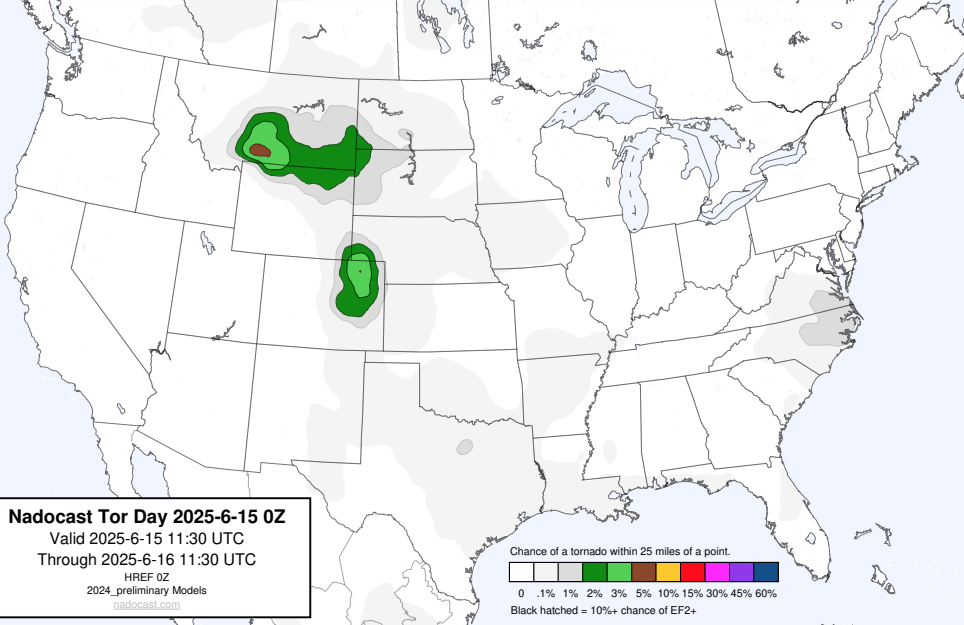 Nadocast Tor Day 2025-6-15 0Z
Valid 2025-6-15 11:30 UTC
Through 2025-6-16 11:30 UTC
HREF 0Z
2024_preliminary Models
nadocast.com
Chance of a tornado within 25 miles of a point.
0 .1% 1% 2% 3% 5% 10% 15% 30% 45% 60%
Black hatched = 10%+ chance of EF2+